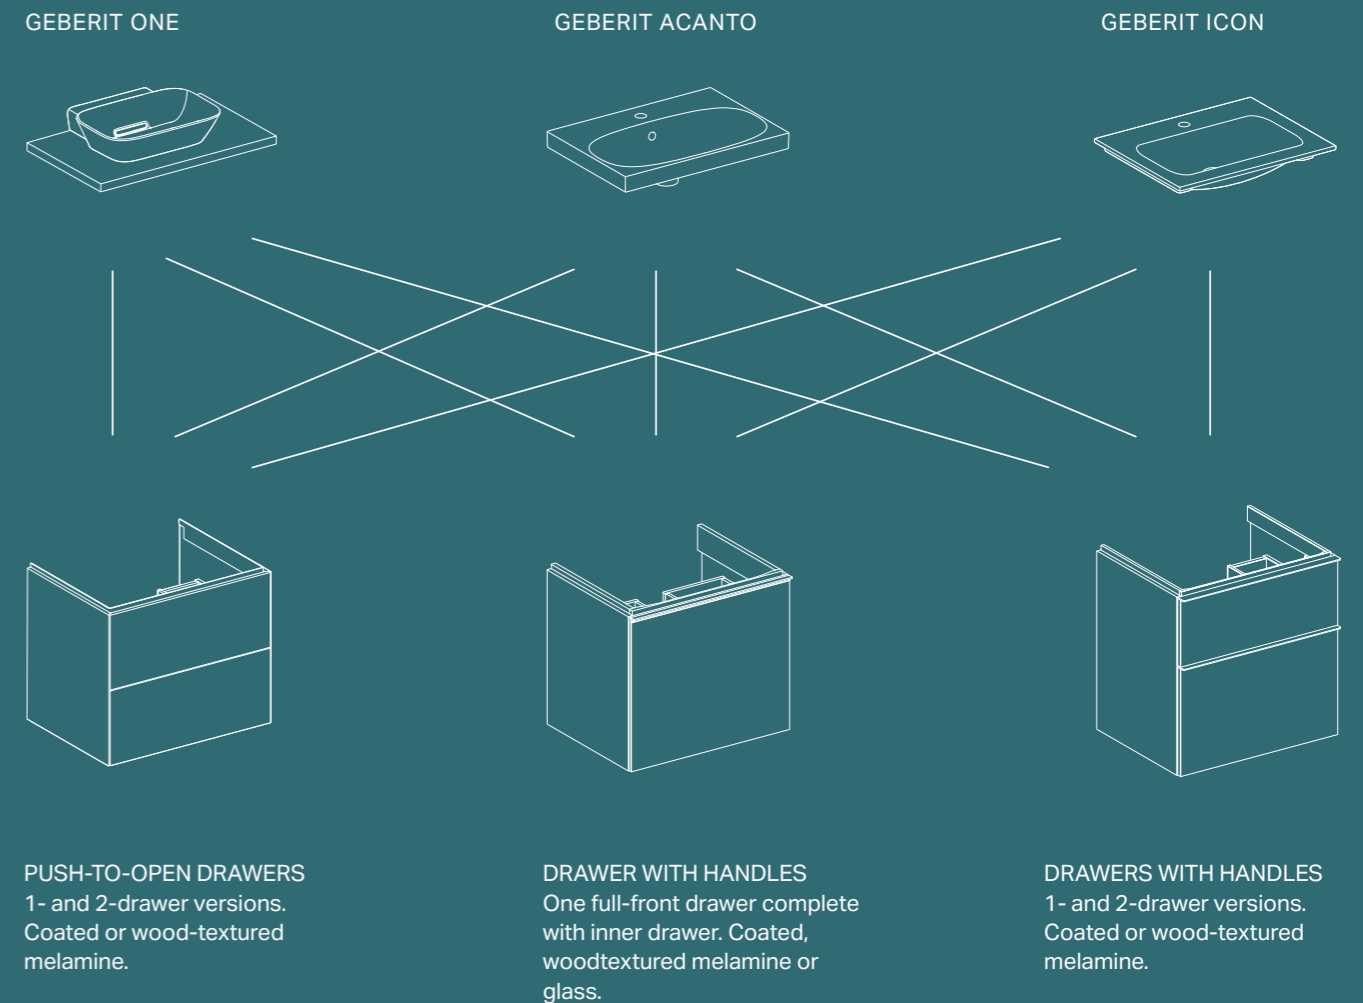 GEBERIT ONE
GEBERIT ACANTO
GEBERIT ICON
PUSH-TO-OPEN DRAWERS
1- and 2-drawer versions.
Coated or wood-textured
melamine.
DRAWER WITH HANDLES
One full-front drawer complete
with inner drawer. Coated,
woodtextured melamine or
glass.
DRAWERS WITH HANDLES
1- and 2-drawer versions.
Coated or wood-textured
melamine.